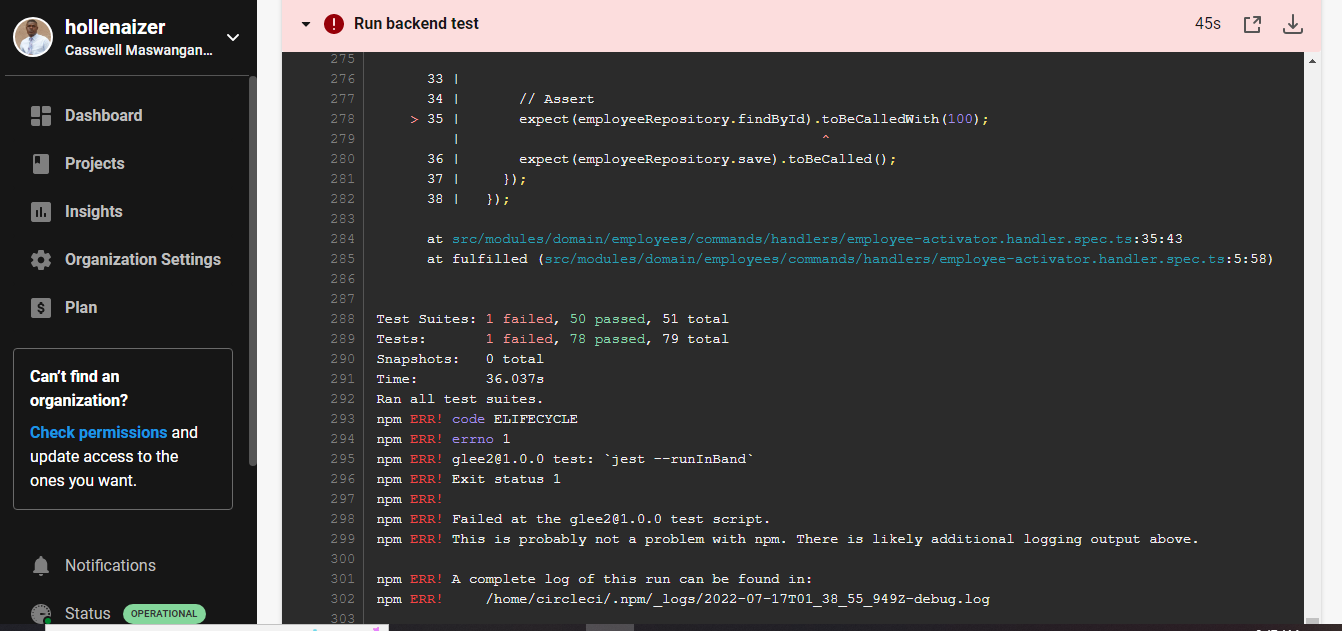 hollenaizer
Casswell Maswangan...
Dashboard
Projects
Insights
Organization Settings
$ Plan
Can't find an
organization?
Check permissions and
update access to the
ones you want.
Notifications
Status OPERATIONAL
! Run backend test 45s
275
276 33 |
277 34 | // Assert
278 > 35 | expect(employeeRepository.findById).toBeCalledWith(100);
279 | ^
280 36 | expect(employeeRepository.save).toBeCalled();
281 37 | });
282 38 | });
283
284 at src/modules/domain/employees/commands/handlers/employee-activator.handler.spec.ts:35:43
285 at fulfilled (src/modules/domain/employees/commands/handlers/employee-activator.handler.spec.ts:5:58)
286
287
288 Test Suites: 1 failed, 50 passed, 51 total
289 Tests: 1 failed, 78 passed, 79 total
290 Snapshots: 0 total
291 Time: 36.037s
292 Ran all test suites.
293 npm ERR! code ELIFECYCLE
294 npm ERR! errno 1
295 npm ERR! glee2@1.0.0 test: `jest --runInBand`
296 npm ERR! Exit status 1
297 npm ERR!
298 npm ERR! Failed at the glee2@1.0.0 test script.
299 npm ERR! This is probably not a problem with npm. There is likely additional logging output above.
300
301 npm ERR! A complete log of this run can be found in:
302 npm ERR! /home/circleci/.npm/_logs/2022-07-17T01_38_55_949Z-debug.log
303